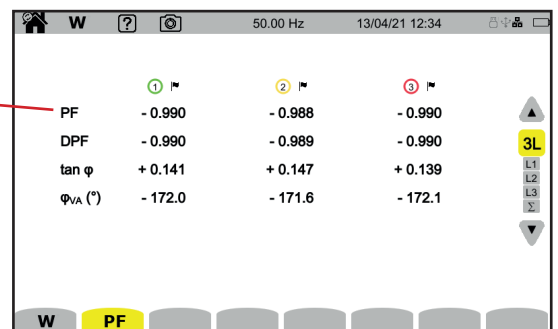 W ? 50.00 Hz 13/04/21 12:34
1 2 3
PF - 0.990 - 0.988 - 0.990
DPF - 0.990 - 0.989 - 0.990
tan φ + 0.141 + 0.147 + 0.139
φVA (°) - 172.0 - 171.6 - 172.1
3L
L1
L2
L3
Σ
W PF